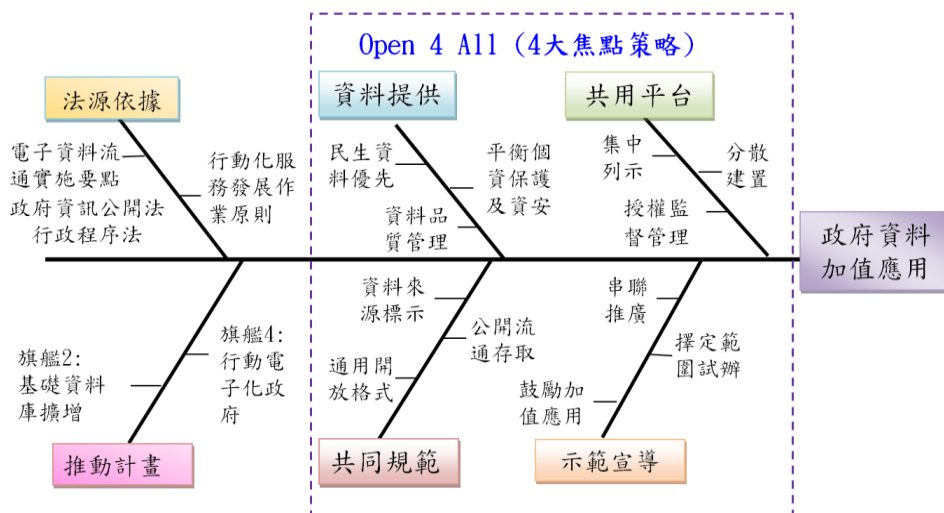 Open 4 All (4大焦點策略)
法源依據
資料提供
共用平台
電子資料流
通實施要點
政府資訊公開法
行政程序法
行動化服
務發展作
業原則
民生資
料優先
平衡個
資保護
及資安
資料品
質管理
集中
列示
分散
建置
授權監
督管理
政府資料
加值應用
旗艦2:
基礎資料
庫擴增
旗艦4:
行動電
子化政
府
資料來
源標示
公開流
通存取
通用開
放格式
串聯
推廣
擇定範
圍試辦
鼓勵加
值應用
推動計畫
共同規範
示範宣導